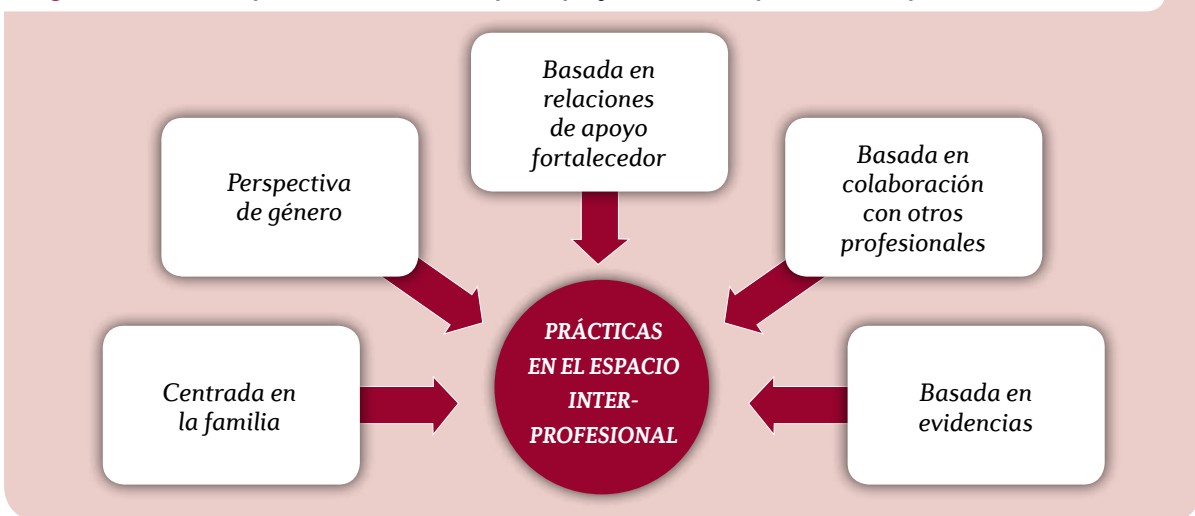 Basada en
relaciones
de apoyo
fortalecedor
Perspectiva
de género
Basada en
colaboración
con otros
profesionales
Centrada en
la familia
PRÁCTICAS
EN EL ESPACIO
INTER-
PROFESIONAL
Basada en
evidencias